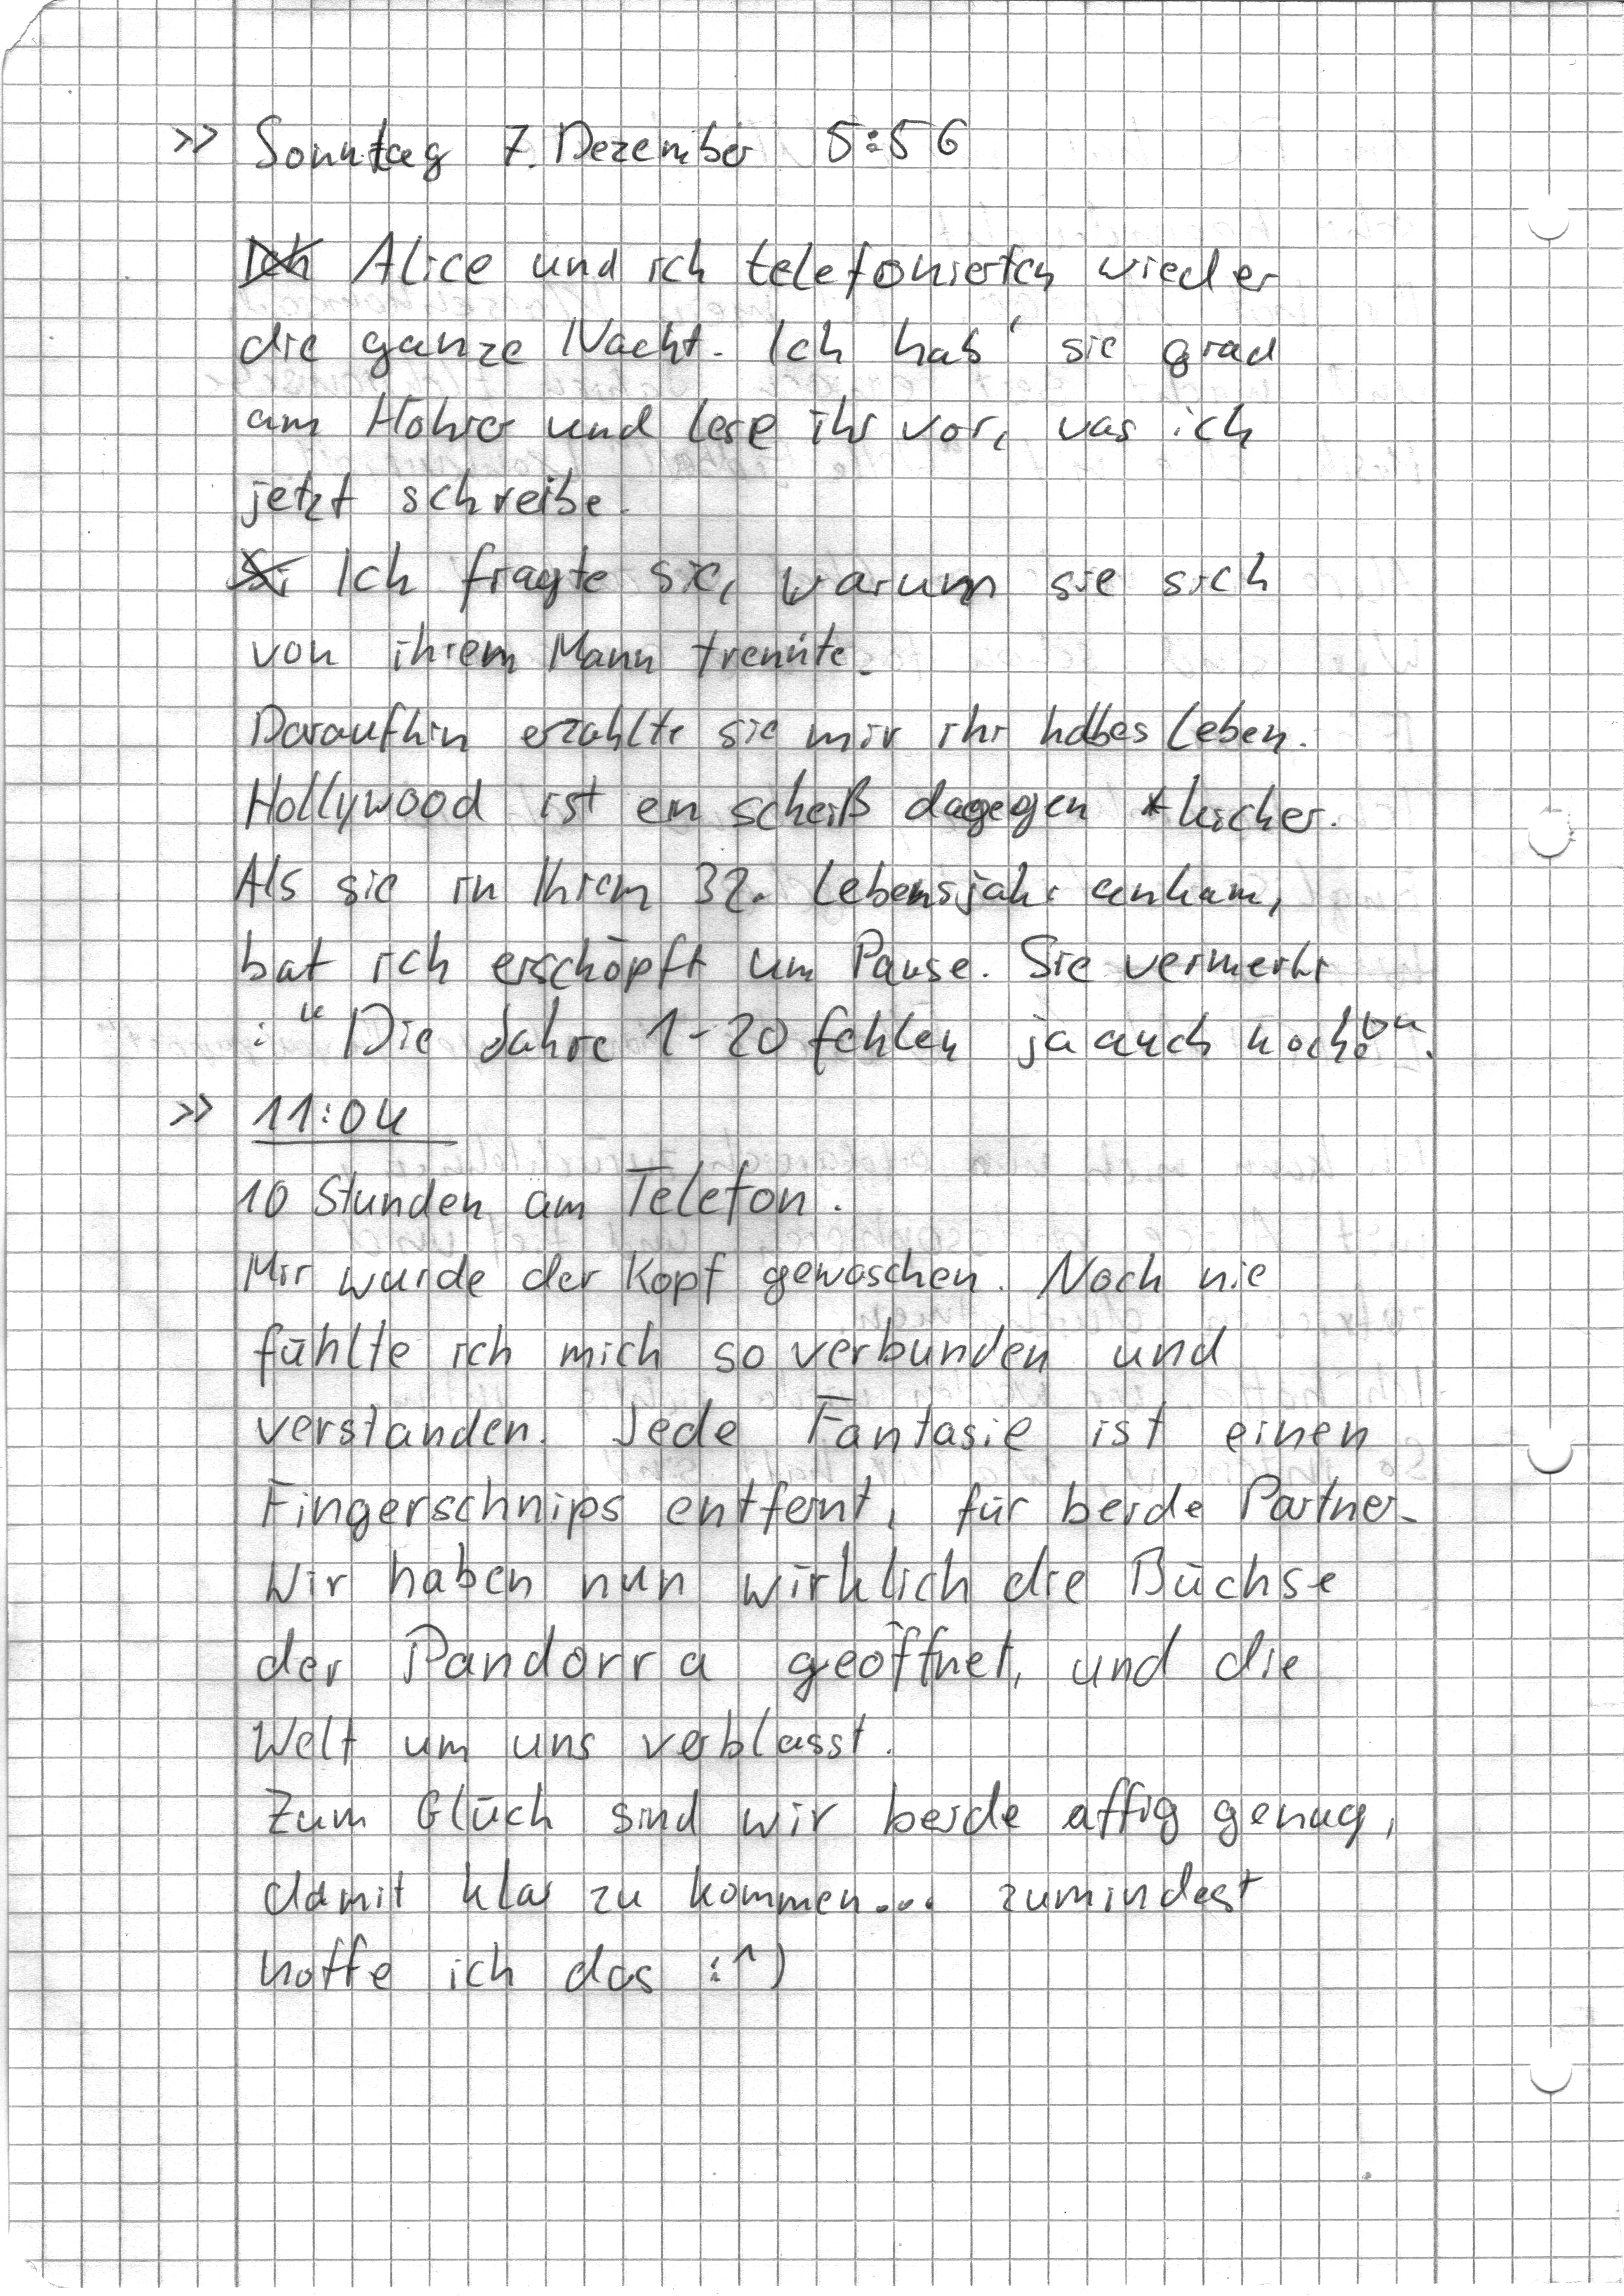 >> Sonntag 7. Dezember 5:56
Ich Alice und ich telefonierten wieder
die ganze Nacht. Ich hab' sie grad
am Höhrer und lese ihr vor, was ich
jetzt schreibe.
Si Ich fragte sie, warum sie sich
von ihrem Mann trennte.
Daraufhin erzählte sie mir ihr halbes Leben.
Hollywood ist ein scheiß dagegen *kicher.
Als sie in Ihrem 32. Lebensjahr ankam,
bat ich erschöpft um Pause. Sie vermerkt
: "Die Jahre 1-20 fehlen ja auch noch!".
>> 11:04
10 Stunden am Telefon.
Mir wurde der Kopf gewaschen. Noch nie
fühlte ich mich so verbunden und
verstanden. Jede Fantasie ist einen
Fingerschnips entfernt, für beide Partner.
Wir haben nun wirklich die Büchse
der Pandorra geöffnet, und die
Welt um uns verblasst.
Zum Glück sind wir beide affig genug,
damit klar zu kommen... zumindest
hoffe ich das :^)